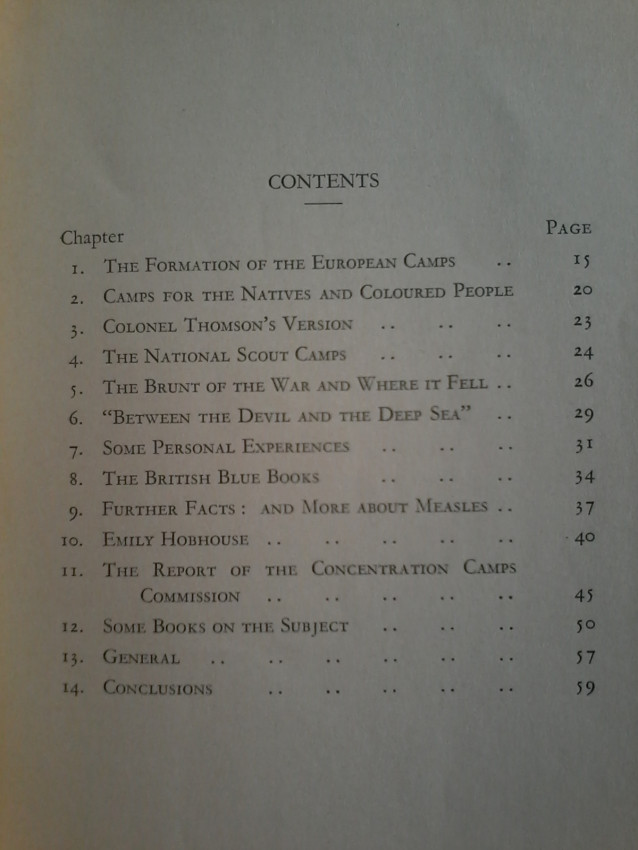 CONTENTS
Chapter PAGE
1. THE FORMATION OF THE EUROPEAN CAMPS .. 15
2. CAMPS FOR THE NATIVES AND COLOURED PEOPLE 20
3. COLONEL THOMSON'S VERSION .. .. .. 23
4. THE NATIONAL SCOUT CAMPS .. .. .. 24
5. THE BRUNT OF THE WAR AND WHERE IT FELL .. 26
6. “BETWEEN THE DEVIL AND THE DEEP SEA” .. 29
7. SOME PERSONAL EXPERIENCES .. .. .. 31
8. THE BRITISH BLUE BOOKS .. .. .. 34
9. FURTHER FACTS : AND MORE ABOUT MEASLES .. 37
10. EMILY HOBHOUSE .. .. .. .. .. 40
11. THE REPORT OF THE CONCENTRATION CAMPS
COMMISSION .. .. .. .. .. 45
12. SOME BOOKS ON THE SUBJECT .. .. .. 50
13. GENERAL .. .. .. .. .. .. 57
14. CONCLUSIONS .. .. .. .. .. 59